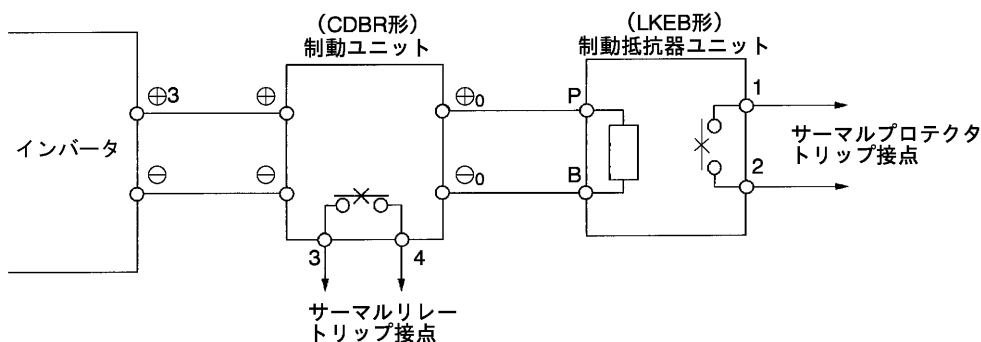 (CDBR形)
制動ユニット
(LKEB形)
制動抵抗器ユニット
インバータ
⊕3
⊕
⊕0
P
1
サーマルプロテクタ
トリップ接点
⊖
⊖
⊖0
B
2
3
4
サーマルリレー
トリップ接点